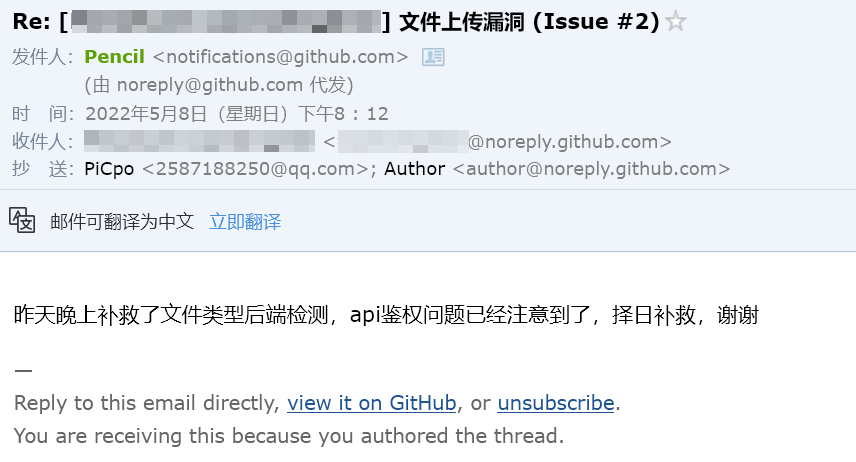 Re: [] 文件上传漏洞 (Issue #2)
发件人： Pencil <notifications@github.com>
(由 noreply@github.com 代发)
时 间： 2022年5月8日（星期日）下午8：12
收件人： <@noreply.github.com>
抄 送： PiCpo <2587188250@qq.com>; Author <author@noreply.github.com>
邮件可翻译为中文 立即翻译
昨天晚上补救了文件类型后端检测，api鉴权问题已经注意到了，择日补救，谢谢
—
Reply to this email directly, view it on GitHub, or unsubscribe.
You are receiving this because you authored the thread.